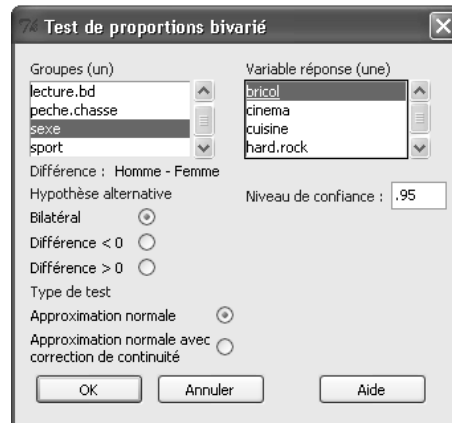 Test de proportions bivarié
Groupes (un)
lecture.bd
peche.chasse
sexe
sport
Variable réponse (une)
bricol
cinema
cuisine
hard.rock
Différence : Homme - Femme
Hypothèse alternative
Niveau de confiance : .95
Bilatéral
Différence < 0
Différence > 0
Type de test
Approximation normale
Approximation normale avec
correction de continuité
OK Annuler Aide